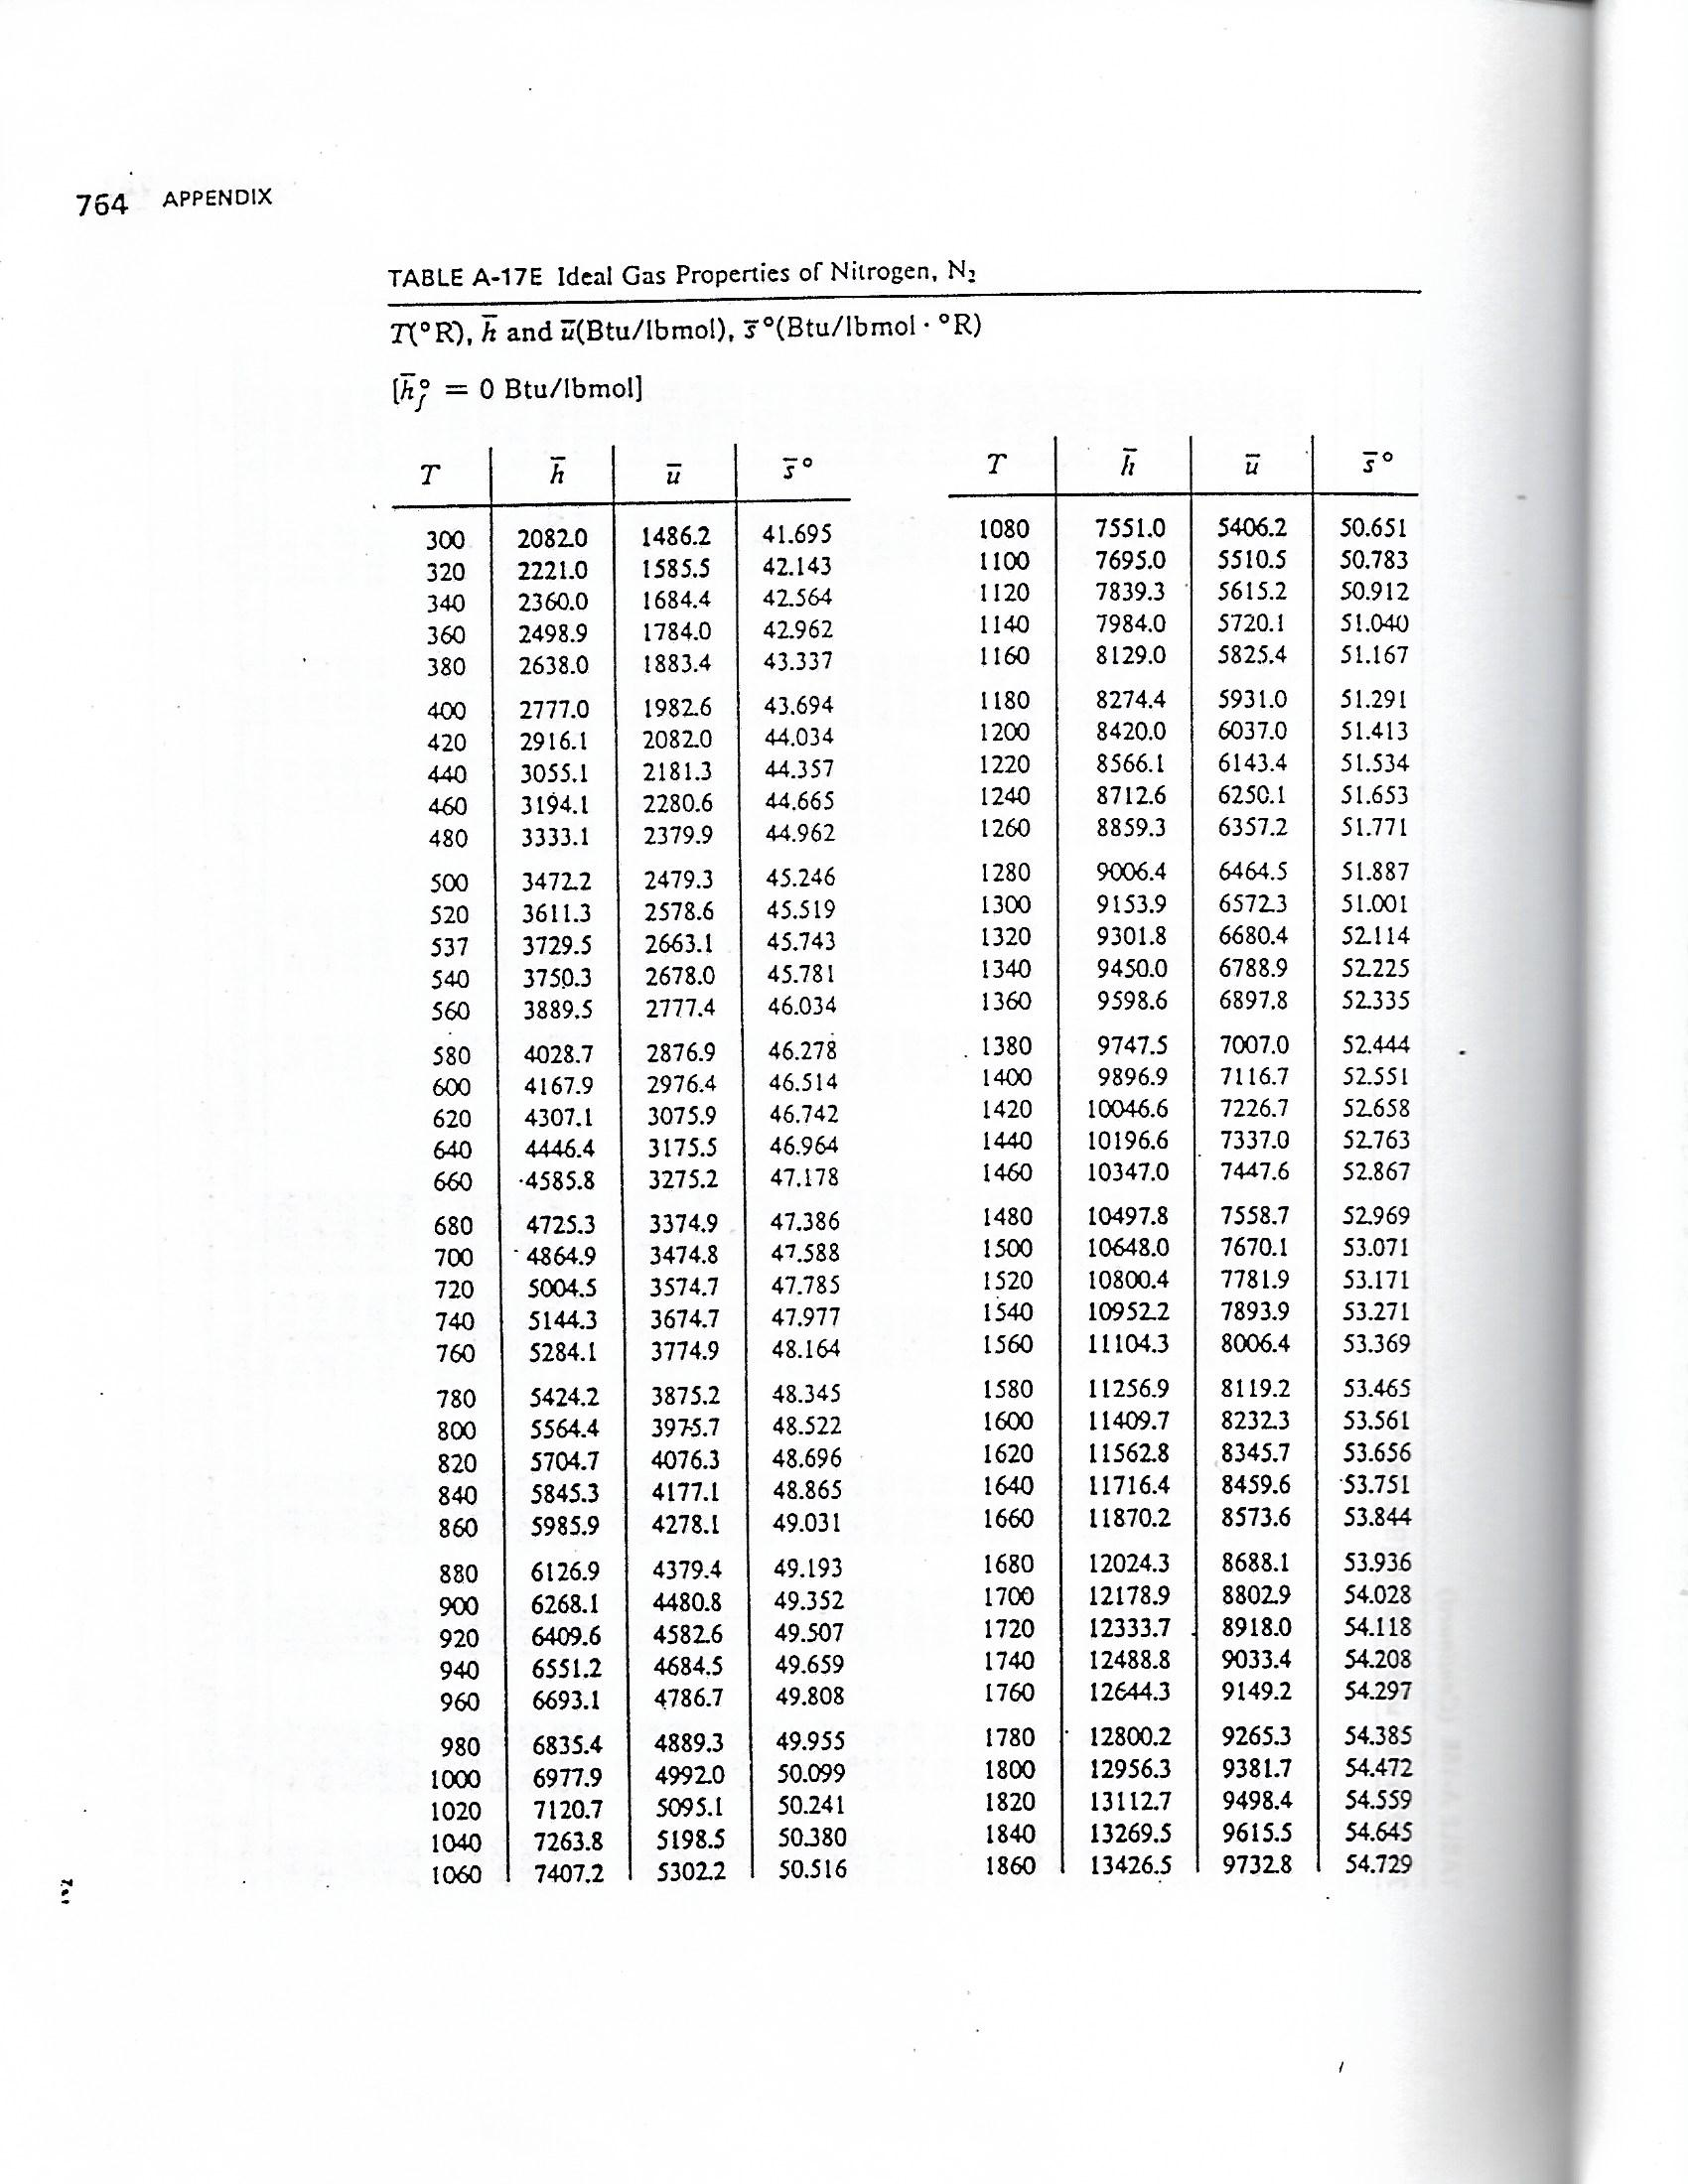 764 APPENDIX
TABLE A-17E Ideal Gas Properties of Nitrogen, N₂
T(°R), h̄ and ū(Btu/lbmol), s̄°(Btu/lbmol · °R)
[h̄°f = 0 Btu/lbmol]
T h̄ ū s̄° T h̄ ū s̄°
300 2082.0 1486.2 41.695 1080 7551.0 5406.2 50.651
320 2221.0 1585.5 42.143 1100 7695.0 5510.5 50.783
340 2360.0 1684.4 42.564 1120 7839.3 5615.2 50.912
360 2498.9 1784.0 42.962 1140 7984.0 5720.1 51.040
380 2638.0 1883.4 43.337 1160 8129.0 5825.4 51.167
400 2777.0 1982.6 43.694 1180 8274.4 5931.0 51.291
420 2916.1 2082.0 44.034 1200 8420.0 6037.0 51.413
440 3055.1 2181.3 44.357 1220 8566.1 6143.4 51.534
460 3194.1 2280.6 44.665 1240 8712.6 6250.1 51.653
480 3333.1 2379.9 44.962 1260 8859.3 6357.2 51.771
500 3472.2 2479.3 45.246 1280 9006.4 6464.5 51.887
520 3611.3 2578.6 45.519 1300 9153.9 6572.3 51.001
537 3729.5 2663.1 45.743 1320 9301.8 6680.4 52.114
540 3750.3 2678.0 45.781 1340 9450.0 6788.9 52.225
560 3889.5 2777.4 46.034 1360 9598.6 6897.8 52.335
580 4028.7 2876.9 46.278 1380 9747.5 7007.0 52.444
600 4167.9 2976.4 46.514 1400 9896.9 7116.7 52.551
620 4307.1 3075.9 46.742 1420 10046.6 7226.7 52.658
640 4446.4 3175.5 46.964 1440 10196.6 7337.0 52.763
660 4585.8 3275.2 47.178 1460 10347.0 7447.6 52.867
680 4725.3 3374.9 47.386 1480 10497.8 7558.7 52.969
700 4864.9 3474.8 47.588 1500 10648.0 7670.1 53.071
720 5004.5 3574.7 47.785 1520 10800.4 7781.9 53.171
740 5144.3 3674.7 47.977 1540 10952.2 7893.9 53.271
760 5284.1 3774.9 48.164 1560 11104.3 8006.4 53.369
780 5424.2 3875.2 48.345 1580 11256.9 8119.2 53.465
800 5564.4 3975.7 48.522 1600 11409.7 8232.3 53.561
820 5704.7 4076.3 48.696 1620 11562.8 8345.7 53.656
840 5845.3 4177.1 48.865 1640 11716.4 8459.6 53.751
860 5985.9 4278.1 49.031 1660 11870.2 8573.6 53.844
880 6126.9 4379.4 49.193 1680 12024.3 8688.1 53.936
900 6268.1 4480.8 49.352 1700 12178.9 8802.9 54.028
920 6409.6 4582.6 49.507 1720 12333.7 8918.0 54.118
940 6551.2 4684.5 49.659 1740 12488.8 9033.4 54.208
960 6693.1 4786.7 49.808 1760 12644.3 9149.2 54.297
980 6835.4 4889.3 49.955 1780 12800.2 9265.3 54.385
1000 6977.9 4992.0 50.099 1800 12956.3 9381.7 54.472
1020 7120.7 5095.1 50.241 1820 13112.7 9498.4 54.559
1040 7263.8 5198.5 50.380 1840 13269.5 9615.5 54.645
1060 7407.2 5302.2 50.516 1860 13426.5 9732.8 54.729